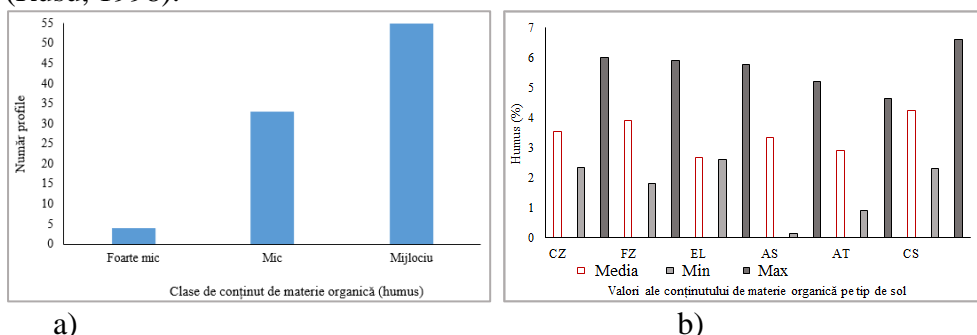 (Rusu, 1998).
55
50
45
40
35
30
25
20
15
10
5
0
Număr profile
Foarte mic Mic Mijlociu
Clase de conținut de materie organică (humus)
7
6
5
4
3
2
1
0
Humus (%)
CZ FZ EL AS AT CS
Media Min Max
Valori ale conținutului de materie organică pe tip de sol
a) b)